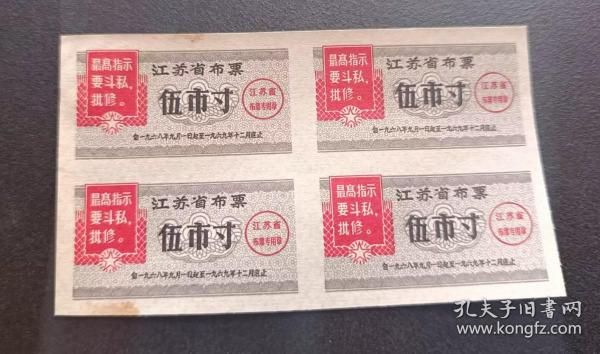 最高指示
要斗私,
批修。
江苏省布票
伍市寸
江苏省
布票专用章
自一九六八年九月一日起至一九六九年十二月底止
最高指示
要斗私,
批修。
江苏省布票
伍市寸
江苏省
布票专用章
自一九六八年九月一日起至一九六九年十二月底止
最高指示
要斗私,
批修。
江苏省布票
伍市寸
江苏省
布票专用章
自一九六八年九月一日起至一九六九年十二月底止
最高指示
要斗私,
批修。
江苏省布票
伍市寸
江苏省
布票专用章
自一九六八年九月一日起至一九六九年十二月底止
孔夫子旧书网
www.kongfz.com